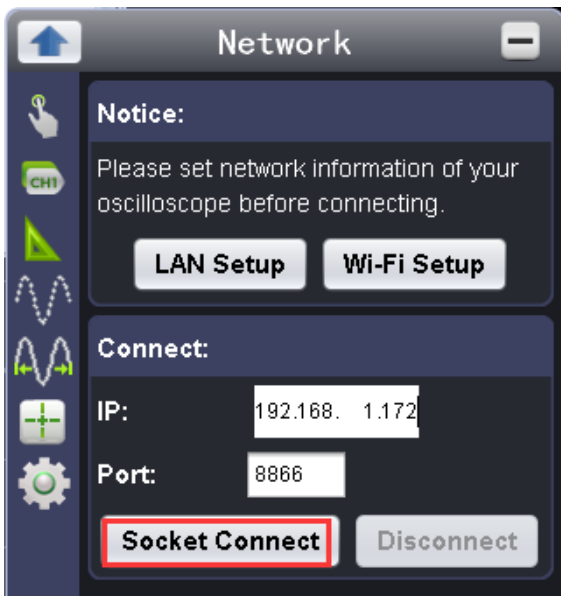 Network
Notice:
CH1
Please set network information of your
oscilloscope before connecting.
LAN Setup Wi-Fi Setup
Connect:
IP: 192.168. 1.172
Port: 8866
Socket Connect Disconnect